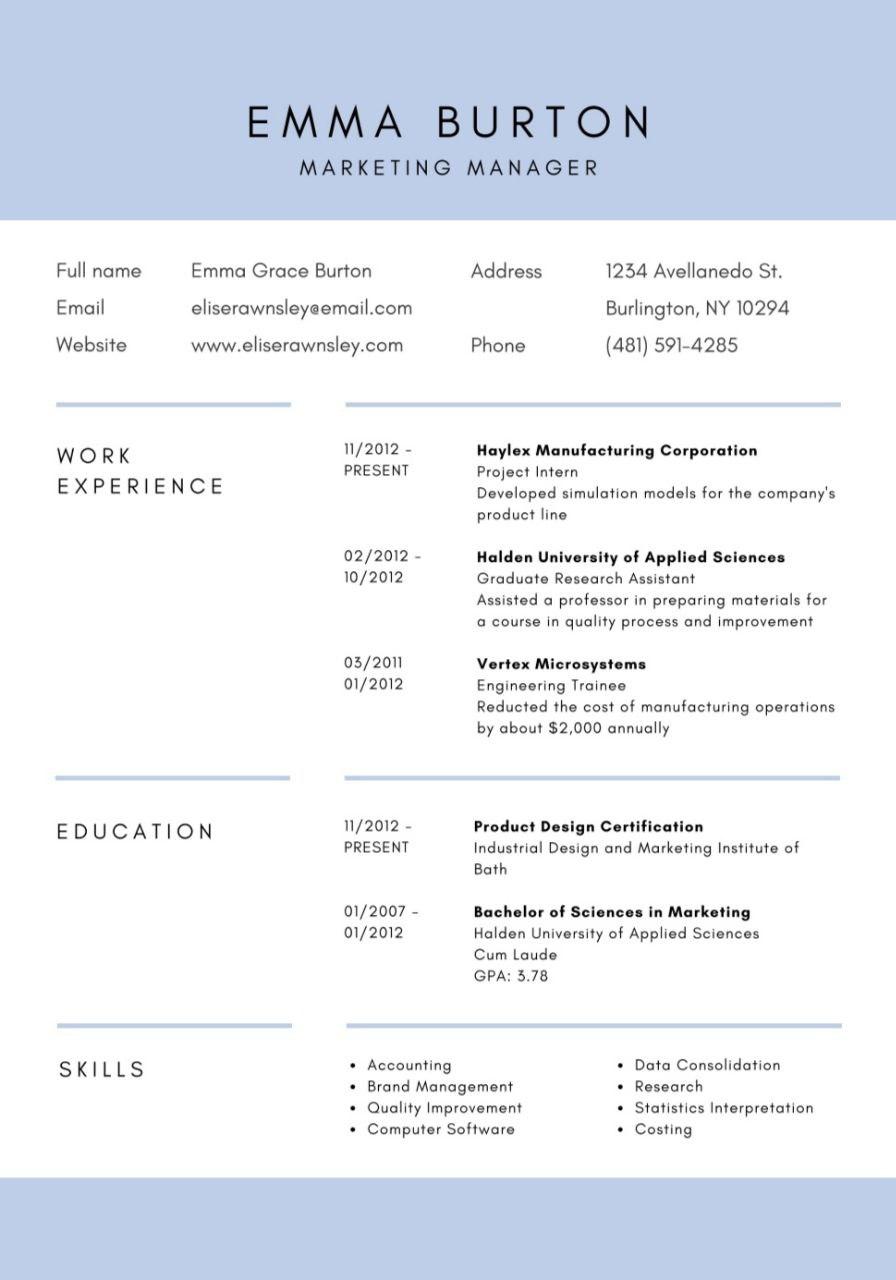 EMMA BURTON
MARKETING MANAGER
Full name Emma Grace Burton
Email eliserawnsley@email.com
Website www.eliserawnsley.com
Address 1234 Avellanedo St.
Burlington, NY 10294
Phone (481) 591-4285
WORK
EXPERIENCE
11/2012 -
PRESENT
Haylex Manufacturing Corporation
Project Intern
Developed simulation models for the company's
product line
02/2012 -
10/2012
Halden University of Applied Sciences
Graduate Research Assistant
Assisted a professor in preparing materials for
a course in quality process and improvement
03/2011
01/2012
Vertex Microsystems
Engineering Trainee
Reducted the cost of manufacturing operations
by about $2,000 annually
EDUCATION
11/2012 -
PRESENT
Product Design Certification
Industrial Design and Marketing Institute of
Bath
01/2007 -
01/2012
Bachelor of Sciences in Marketing
Halden University of Applied Sciences
Cum Laude
GPA: 3.78
SKILLS
• Accounting
• Brand Management
• Quality Improvement
• Computer Software
• Data Consolidation
• Research
• Statistics Interpretation
• Costing